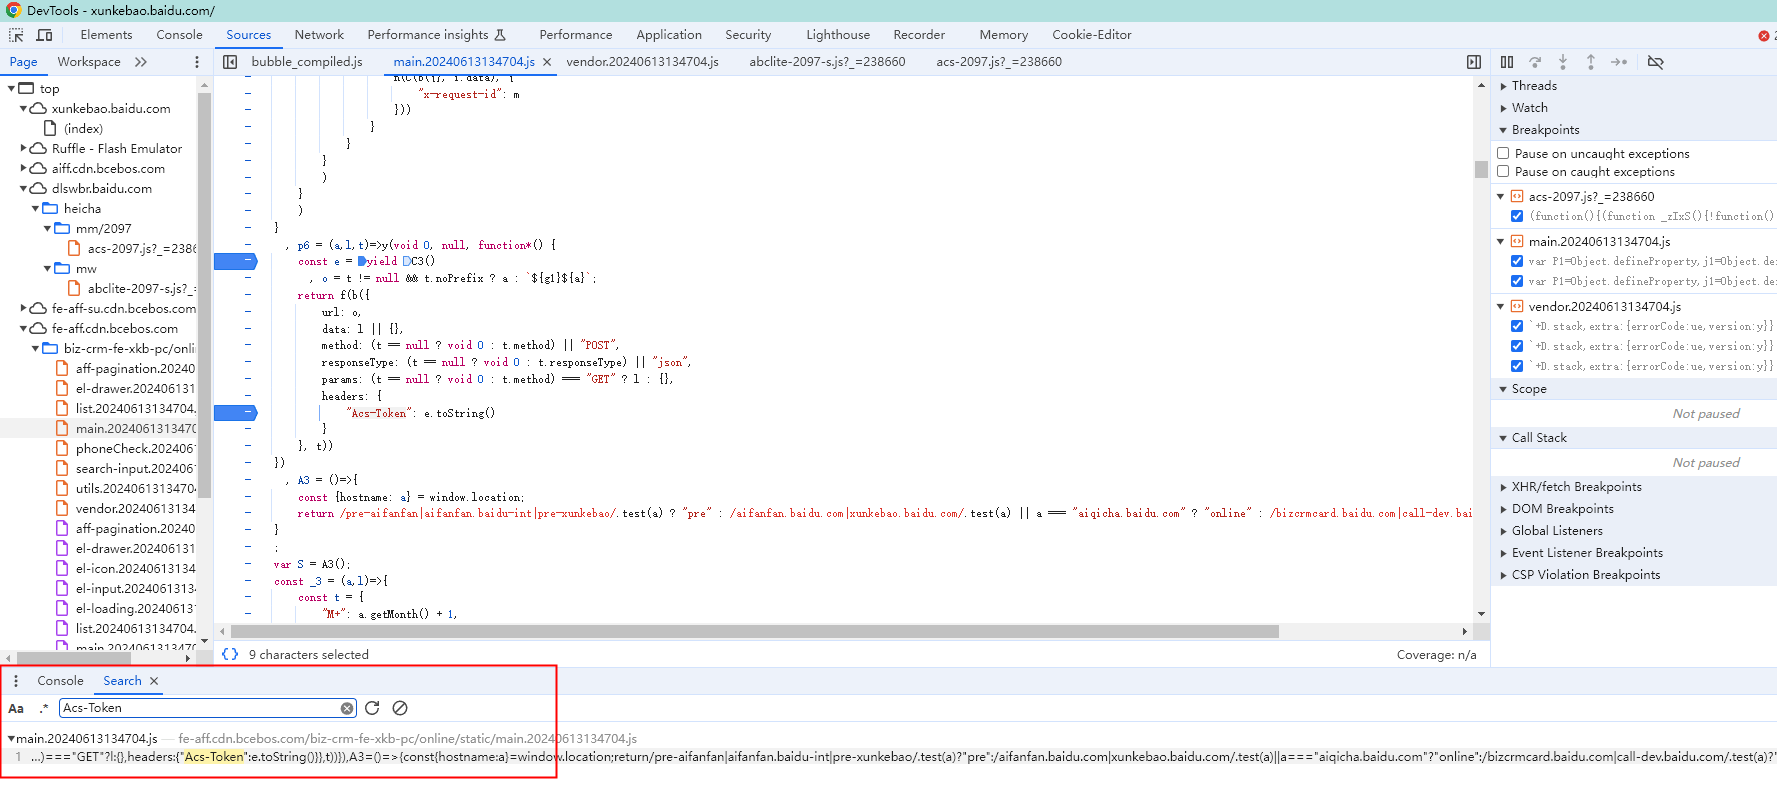 DevTools - xunkebao.baidu.com/
Elements Console Sources Network Performance insights Performance Application Security Lighthouse Recorder Memory Cookie-Editor
Page Workspace
bubble_compiled.js main.20240613134704.js × vendor.20240613134704.js abclite-2097-s.js?_=238660 acs-2097.js?_=238660
top
xunkebao.baidu.com
(index)
Ruffle - Flash Emulator
aiff.cdn.bcebos.com
dlswbr.baidu.com
heicha
mm/2097
acs-2097.js?_=2386
mw
abclite-2097-s.js?_=
fe-aff-su.cdn.bcebos.com
fe-aff.cdn.bcebos.com
biz-crm-fe-xkb-pc/onli
aff-pagination.20240
el-drawer.202406131
list.20240613134704.
main.2024061313470
phoneCheck.202406
search-input.202406
utils.2024061313470
vendor.20240613134
aff-pagination.20240
el-drawer.202406131
el-icon.2024061313
el-input.202406131
el-loading.20240613
list.20240613134704.
main.2024061313470
"x-request-id": m
}))
}
}
}
)
}
)
}
, p6 = (a,l,t)=>y(void 0, null, function*() {
const e = yield C3()
, o = t != null && t.noPrefix ? a : `${g1}${a}`;
return f(b({
url: o,
data: l || {},
method: (t == null ? void 0 : t.method) || "POST",
responseType: (t == null ? void 0 : t.responseType) || "json",
params: (t == null ? void 0 : t.method) === "GET" ? l : {},
headers: {
"Acs-Token": e.toString()
}
}, t))
})
, A3 = ()=>{
const {hostname: a} = window.location;
return /pre-aifanfan|aifanfan.baidu-int|pre-xunkebao/.test(a) ? "pre" : /aifanfan.baidu.com|xunkebao.baidu.com/.test(a) || a === "aiqicha.baidu.com" ? "online" : /bizcrmcard.baidu.com|call-dev.bai
}
;
var S = A3();
const _3 = (a,l)=>{
const t = {
"M+": a.getMonth() + 1,
{} 9 characters selected
Coverage: n/a
Threads
Watch
Breakpoints
Pause on uncaught exceptions
Pause on caught exceptions
acs-2097.js?_=238660
(function(){(function _zIxS(){!function()
main.20240613134704.js
var P1=Object.defineProperty,j1=Object.de
var P1=Object.defineProperty,j1=Object.de
vendor.20240613134704.js
`+D.stack,extra:{errorCode:ue,version:y}}
`+D.stack,extra:{errorCode:ue,version:y}}
`+D.stack,extra:{errorCode:ue,version:y}}
Scope
Not paused
Call Stack
Not paused
XHR/fetch Breakpoints
DOM Breakpoints
Global Listeners
Event Listener Breakpoints
CSP Violation Breakpoints
Console Search ×
Aa .* Acs-Token
main.20240613134704.js — fe-aff.cdn.bcebos.com/biz-crm-fe-xkb-pc/online/static/main.20240613134704.js
1 ...)==="GET"?l:{},headers:{"Acs-Token":e.toString()}},t))}),A3=()=>{const{hostname:a}=window.location;return/pre-aifanfan|aifanfan.baidu-int|pre-xunkebao/.test(a)?"pre":/aifanfan.baidu.com|xunkebao.baidu.com/.test(a)||a==="aiqicha.baidu.com"?"online":/bizcrmcard.baidu.com|call-dev.baidu.com/.test(a)?"